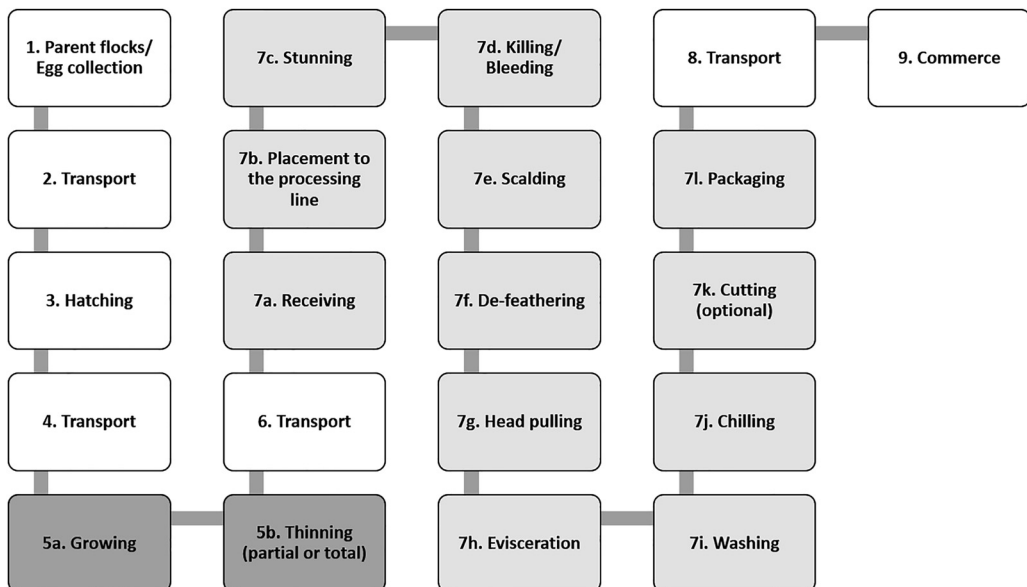 1. Parent flocks/
Egg collection
2. Transport
3. Hatching
4. Transport
5a. Growing
5b. Thinning
(partial or total)
6. Transport
7a. Receiving
7b. Placement to
the processing
line
7c. Stunning
7d. Killing/
Bleeding
7e. Scalding
7f. De-feathering
7g. Head pulling
7h. Evisceration
7i. Washing
7j. Chilling
7k. Cutting
(optional)
7l. Packaging
8. Transport
9. Commerce